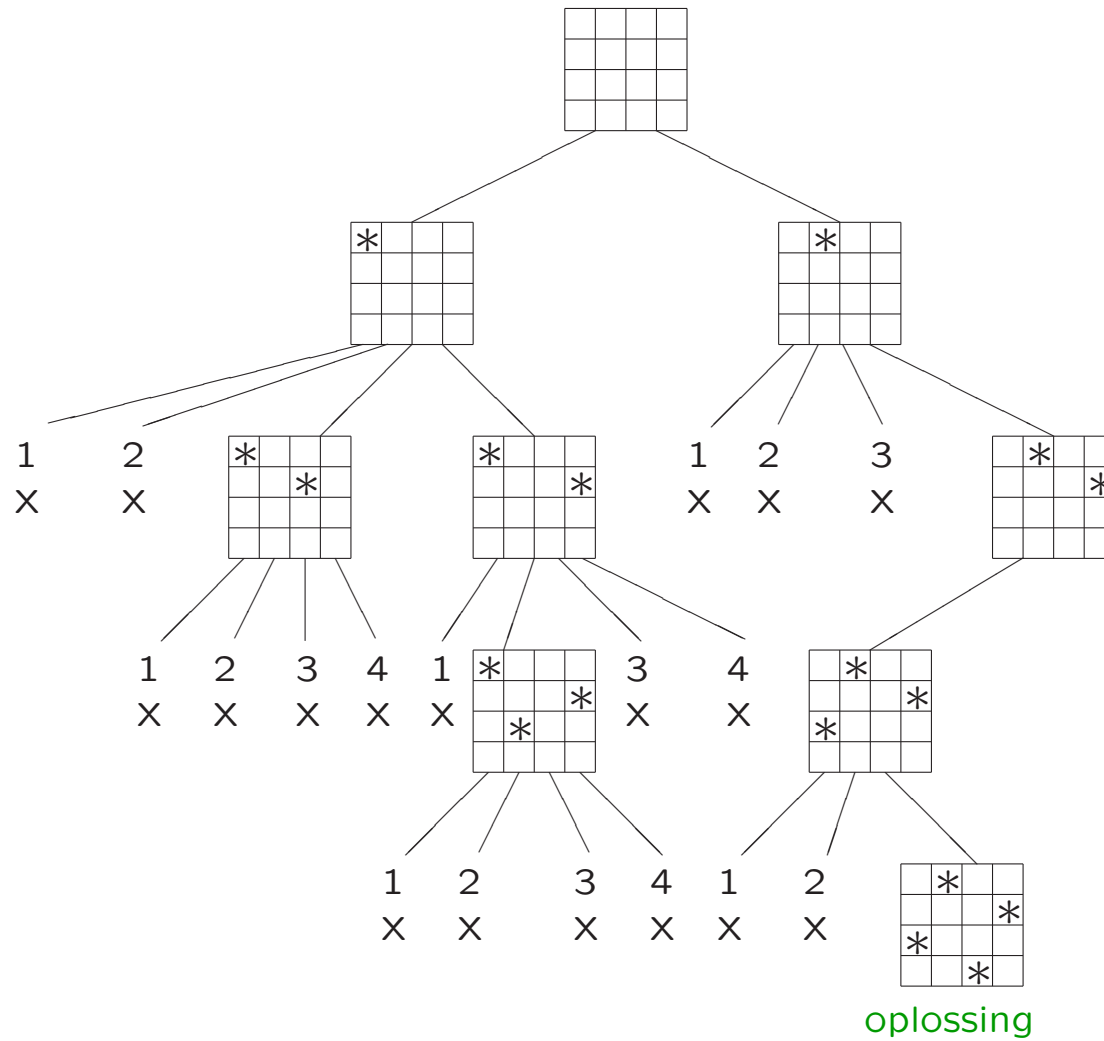 *
*
1 2 * * 1 2 3 *
X X * * X X X *
1 2 3 4 1 * 3 4 *
X X X X X * X X *
* *
1 2 3 4 1 2 *
X X X X X X *
*
*
oplossing